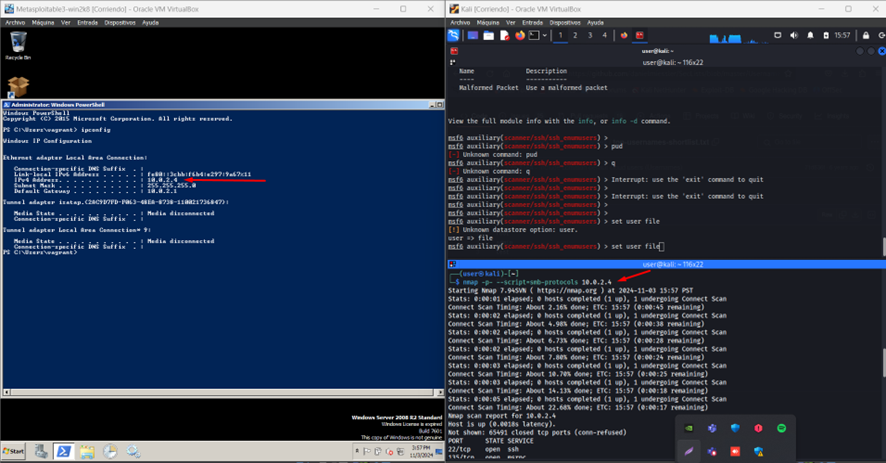 Metasploitable3-win2k8 [Corriendo] - Oracle VM VirtualBox
Archivo Máquina Ver Entrada Dispositivos Ayuda
Recycle Bin
Administrator: Windows PowerShell
Windows PowerShell
Copyright (C) 2015 Microsoft Corporation. All rights reserved.
PS C:\Users\vagrant> ipconfig
Windows IP Configuration
Ethernet adapter Local Area Connection:
Connection-specific DNS Suffix . :
Link-local IPv6 Address . . . . . :
IPv4 Address. . . . . . . . . . . : 10.0.2.4
Subnet Mask . . . . . . . . . . . : 255.255.255.0
Default Gateway . . . . . . . . . : 10.0.2.1
Tunnel adapter
Media State . . . . . . . . . . . : Media disconnected
Connection-specific DNS Suffix . :
Tunnel adapter Local Area Connection* 9:
Media State . . . . . . . . . . . : Media disconnected
Connection-specific DNS Suffix . :
PS C:\Users\vagrant>
Windows Server 2008 R2 Standard
Windows License is expired
Build 7601
This copy of Windows is not genuine
Start
3:57 PM
11/3/2024
Kali [Corriendo] - Oracle VM VirtualBox
Archivo Máquina Ver Entrada Dispositivos Ayuda
1 2 3 4
15:57
user@kali: ~
user@kali: ~ 116x22
Name Description
---- -----------
Malformed Packet Use a malformed packet
View the full module info with the info, or info -d command.
msf6 auxiliary(scanner/ssh/ssh_enumusers) >
msf6 auxiliary(scanner/ssh/ssh_enumusers) > pud
[-] Unknown command: pud
msf6 auxiliary(scanner/ssh/ssh_enumusers) > q
[-] Unknown command: q
msf6 auxiliary(scanner/ssh/ssh_enumusers) > Interrupt: use the 'exit' command to quit
msf6 auxiliary(scanner/ssh/ssh_enumusers) >
msf6 auxiliary(scanner/ssh/ssh_enumusers) > Interrupt: use the 'exit' command to quit
msf6 auxiliary(scanner/ssh/ssh_enumusers) >
msf6 auxiliary(scanner/ssh/ssh_enumusers) >
msf6 auxiliary(scanner/ssh/ssh_enumusers) > set user file
[!] Unknown datastore option: user.
user => file
msf6 auxiliary(scanner/ssh/ssh_enumusers) > set user file
user@kali: ~ 116x22
(user㉿kali)-[~]
$ nmap -p- --script=smb-protocols 10.0.2.4
Starting Nmap 7.94SVN ( https://nmap.org ) at 2024-11-03 15:57 PST
Stats: 0:00:01 elapsed; 0 hosts completed (1 up), 1 undergoing Connect Scan
Connect Scan Timing: About 2.16% done; ETC: 15:57 (0:00:45 remaining)
Stats: 0:00:02 elapsed; 0 hosts completed (1 up), 1 undergoing Connect Scan
Connect Scan Timing: About 4.98% done; ETC: 15:57 (0:00:38 remaining)
Stats: 0:00:02 elapsed; 0 hosts completed (1 up), 1 undergoing Connect Scan
Connect Scan Timing: About 6.73% done; ETC: 15:57 (0:00:28 remaining)
Stats: 0:00:02 elapsed; 0 hosts completed (1 up), 1 undergoing Connect Scan
Connect Scan Timing: About 7.80% done; ETC: 15:57 (0:00:24 remaining)
Stats: 0:00:03 elapsed; 0 hosts completed (1 up), 1 undergoing Connect Scan
Connect Scan Timing: About 10.70% done; ETC: 15:57 (0:00:25 remaining)
Stats: 0:00:03 elapsed; 0 hosts completed (1 up), 1 undergoing Connect Scan
Connect Scan Timing: About 14.13% done; ETC: 15:57 (0:00:18 remaining)
Stats: 0:00:05 elapsed; 0 hosts completed (1 up), 1 undergoing Connect Scan
Connect Scan Timing: About 22.68% done; ETC: 15:57 (0:00:17 remaining)
Nmap scan report for 10.0.2.4
Host is up (0.0018s latency).
Not shown: 65491 closed tcp ports (conn-refused)
PORT STATE SERVICE
22/tcp open ssh
135/tcp open msrpc